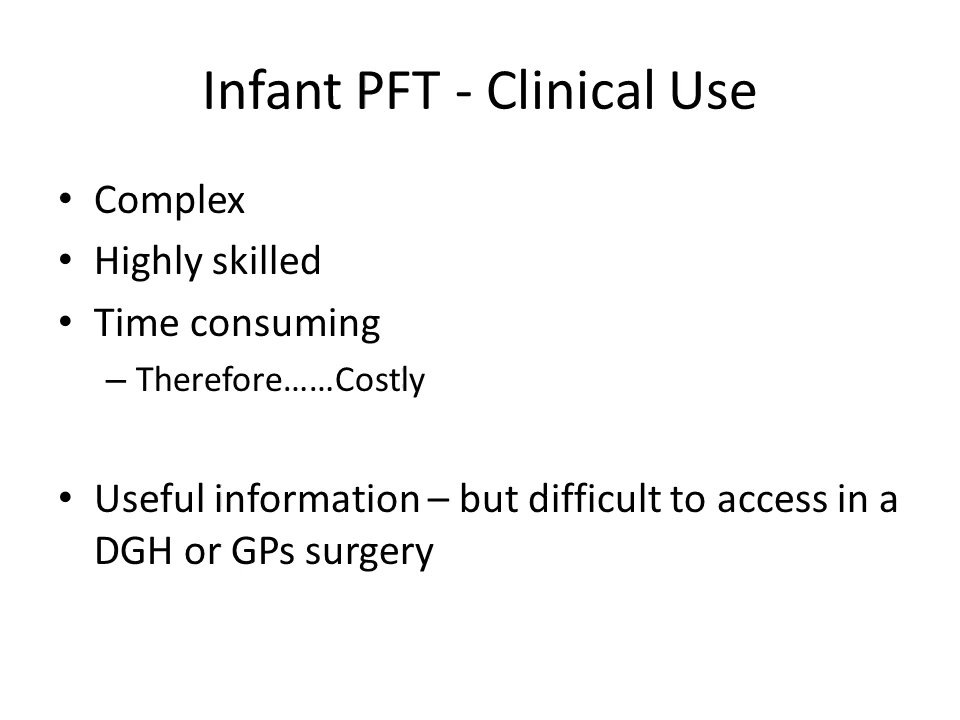 Infant PFT - Clinical Use
• Complex
• Highly skilled
• Time consuming
– Therefore……Costly
• Useful information – but difficult to access in a
DGH or GPs surgery